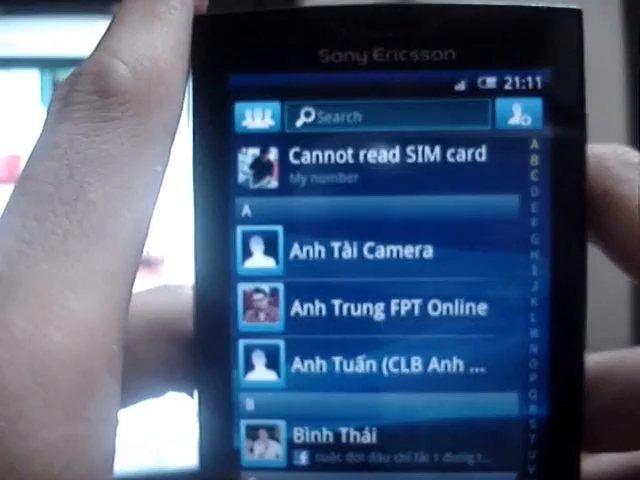 Sony Ericsson
21:11
Search
Cannot read SIM card
My number
A
Anh Tài Camera
Anh Trung FPT Online
Anh Tuấn (CLB Anh ...
B
Bình Thái
A
B
C
D
E
F
G
H
I
J
K
L
M
N
O
P
Q
R
S
T
U
V